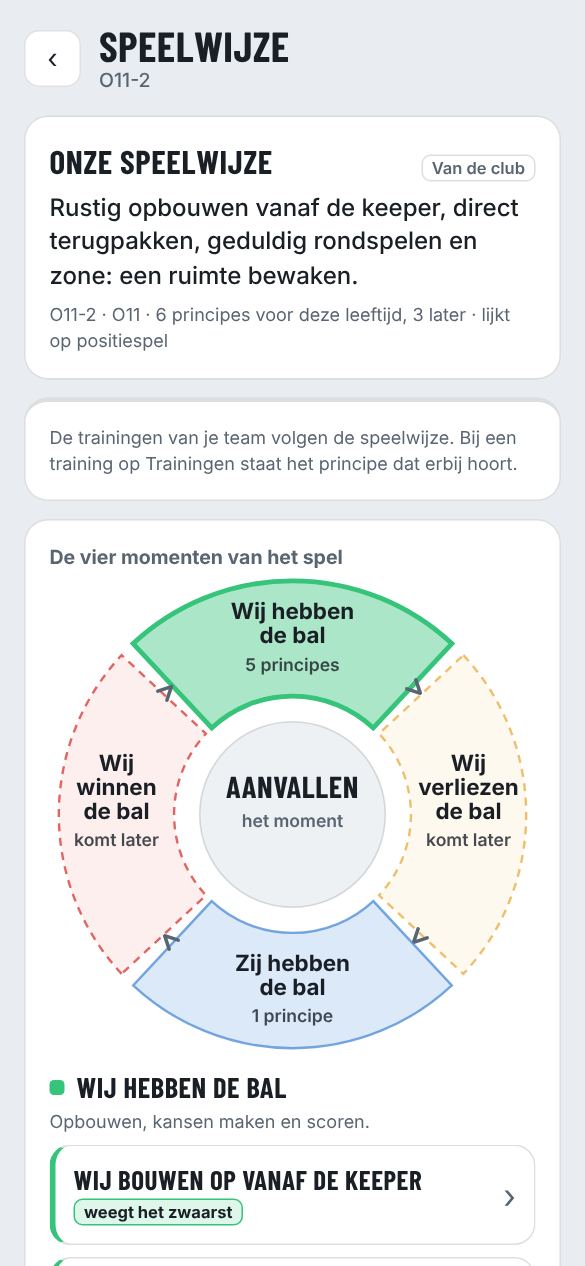 ‹
SPEELWIJZE
O11-2
ONZE SPEELWIJZE
Van de club
Rustig opbouwen vanaf de keeper, direct
terugpakken, geduldig rondspelen en
zone: een ruimte bewaken.
O11-2 · O11 · 6 principes voor deze leeftijd, 3 later · lijkt
op positiespel
De trainingen van je team volgen de speelwijze. Bij een
training op Trainingen staat het principe dat erbij hoort.
De vier momenten van het spel
Wij hebben
de bal
5 principes
Wij
winnen
de bal
komt later
AANVALLEN
het moment
Wij
verliezen
de bal
komt later
Zij hebben
de bal
1 principe
WIJ HEBBEN DE BAL
Opbouwen, kansen maken en scoren.
WIJ BOUWEN OP VANAF DE KEEPER
weegt het zwaarst
›